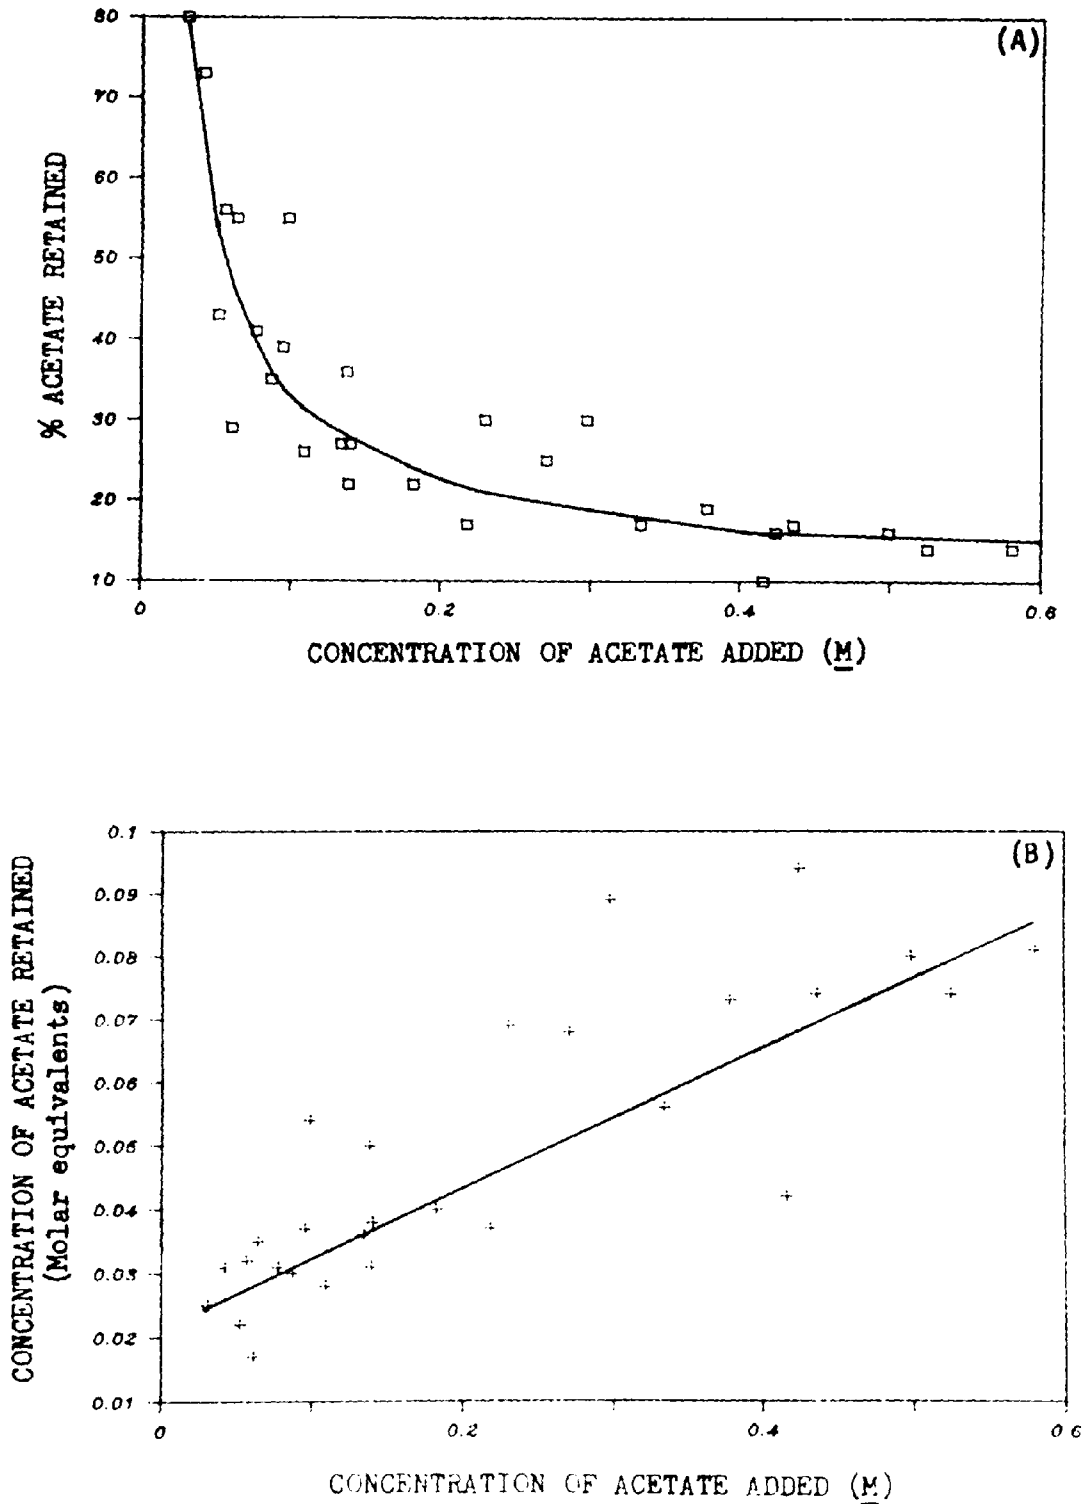 (A)
80
70
60
50
40
30
20
10
% ACETATE RETAINED
0 0.2 0.4 0.6
CONCENTRATION OF ACETATE ADDED (M)
(B)
0.1
0.09
0.08
0.07
0.06
0.05
0.04
0.03
0.02
0.01
CONCENTRATION OF ACETATE RETAINED
(Molar equivalents)
0 0.2 0.4 0.6
CONCENTRATION OF ACETATE ADDED (M)